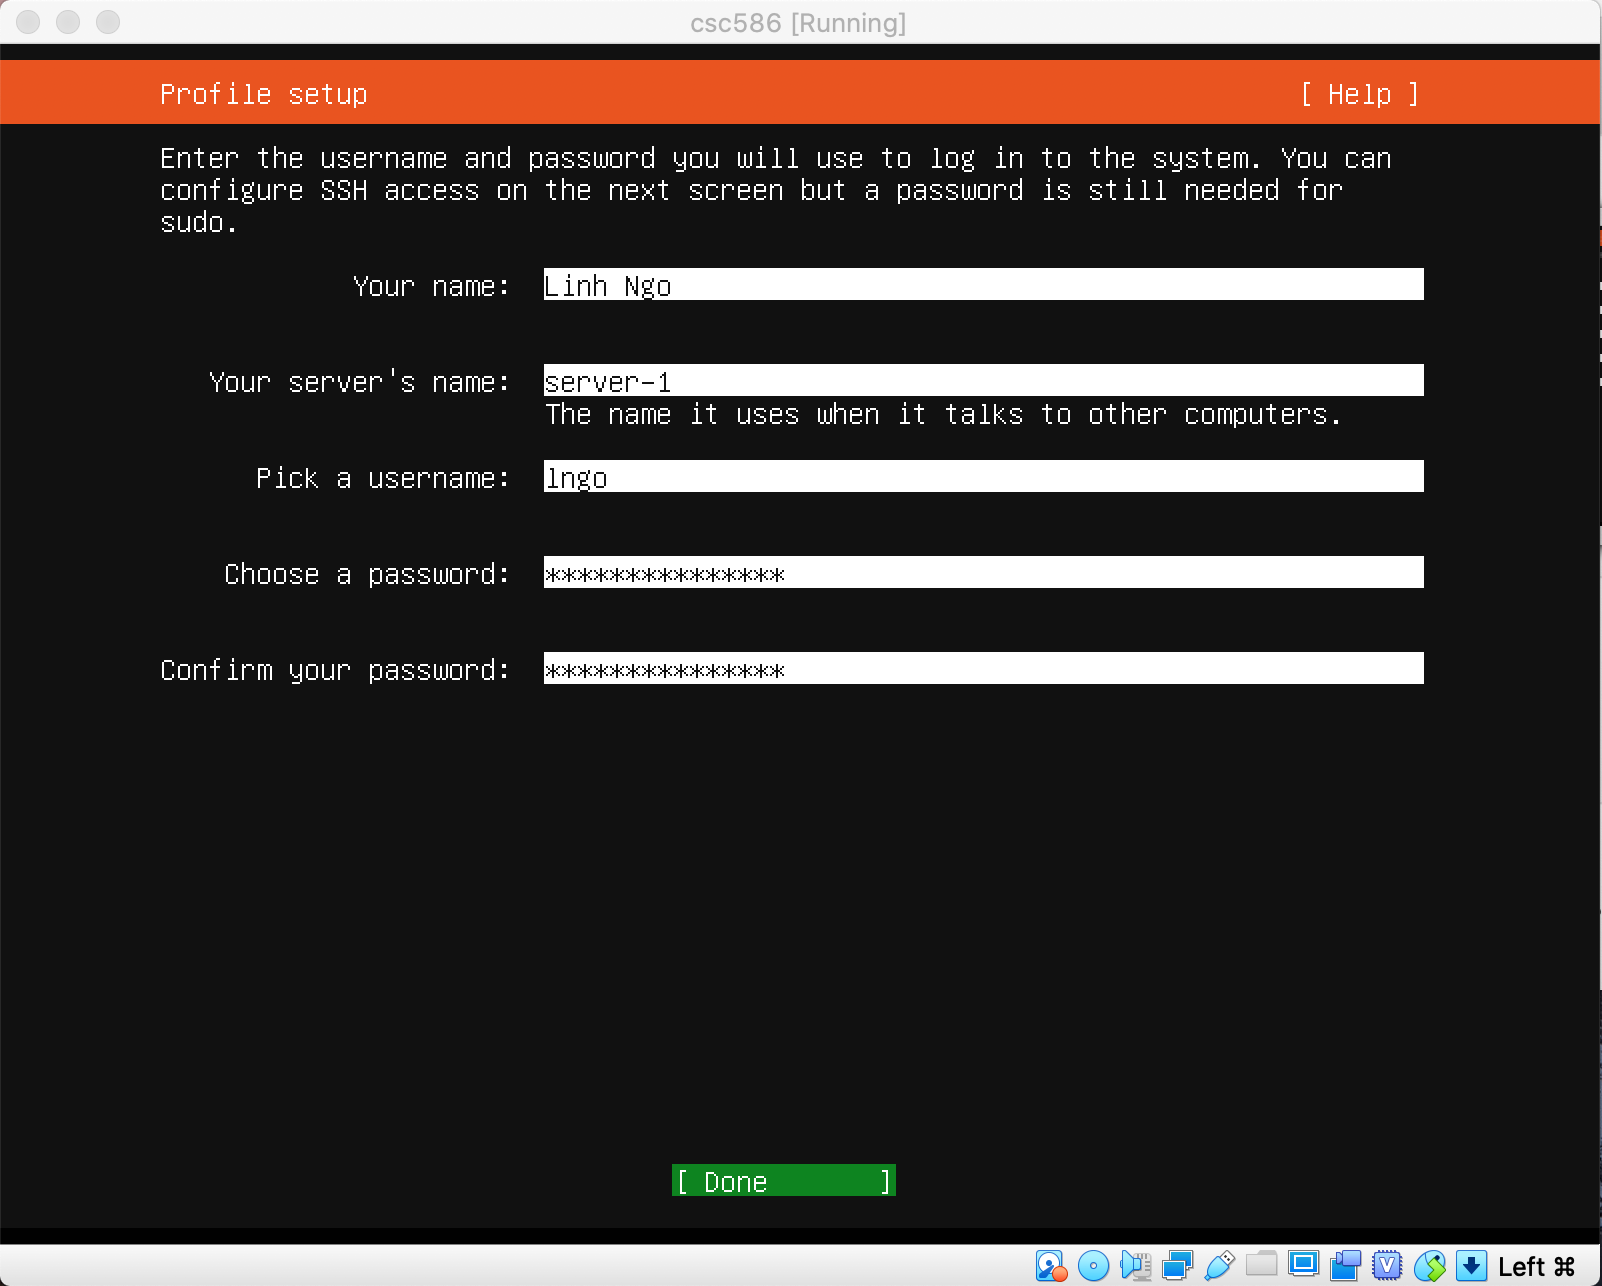 csc586 [Running]
Profile setup [ Help ]
Enter the username and password you will use to log in to the system. You can
configure SSH access on the next screen but a password is still needed for
sudo.
Your name: Linh Ngo
Your server's name: server-1
The name it uses when it talks to other computers.
Pick a username: lngo
Choose a password: ***************
Confirm your password: ***************
[ Done ]
Left ⌘